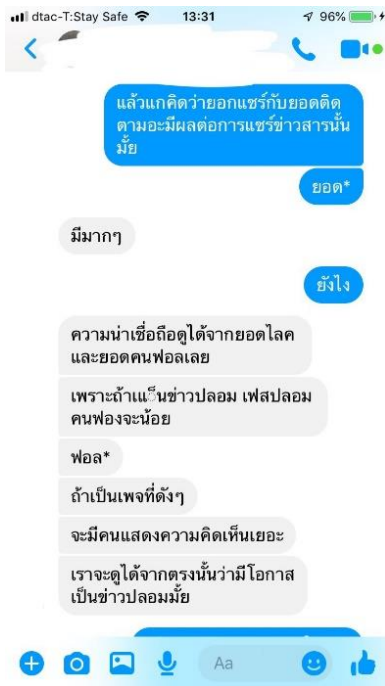 dtac-T:Stay Safe 13:31 96%
แล้วแกคิดว่ายอกแชร์กับยอดติด
ตามอะมีผลต่อการแชร์ข่าวสารนั้น
มั้ย
ยอด*
มีมากๆ
ยังไง
ความน่าเชื่อถือดูได้จากยอดไลค
และยอดคนฟอลเลย
เพราะถ้าแ็นข่าวปลอม เฟสปลอม
คนฟองจะน้อย
ฟอล*
ถ้าเป็นเพจที่ดังๆ
จะมีคนแสดงความคิดเห็นเยอะ
เราจะดูได้จากตรงนั้นว่ามีโอกาส
เป็นข่าวปลอมมั้ย
Aa